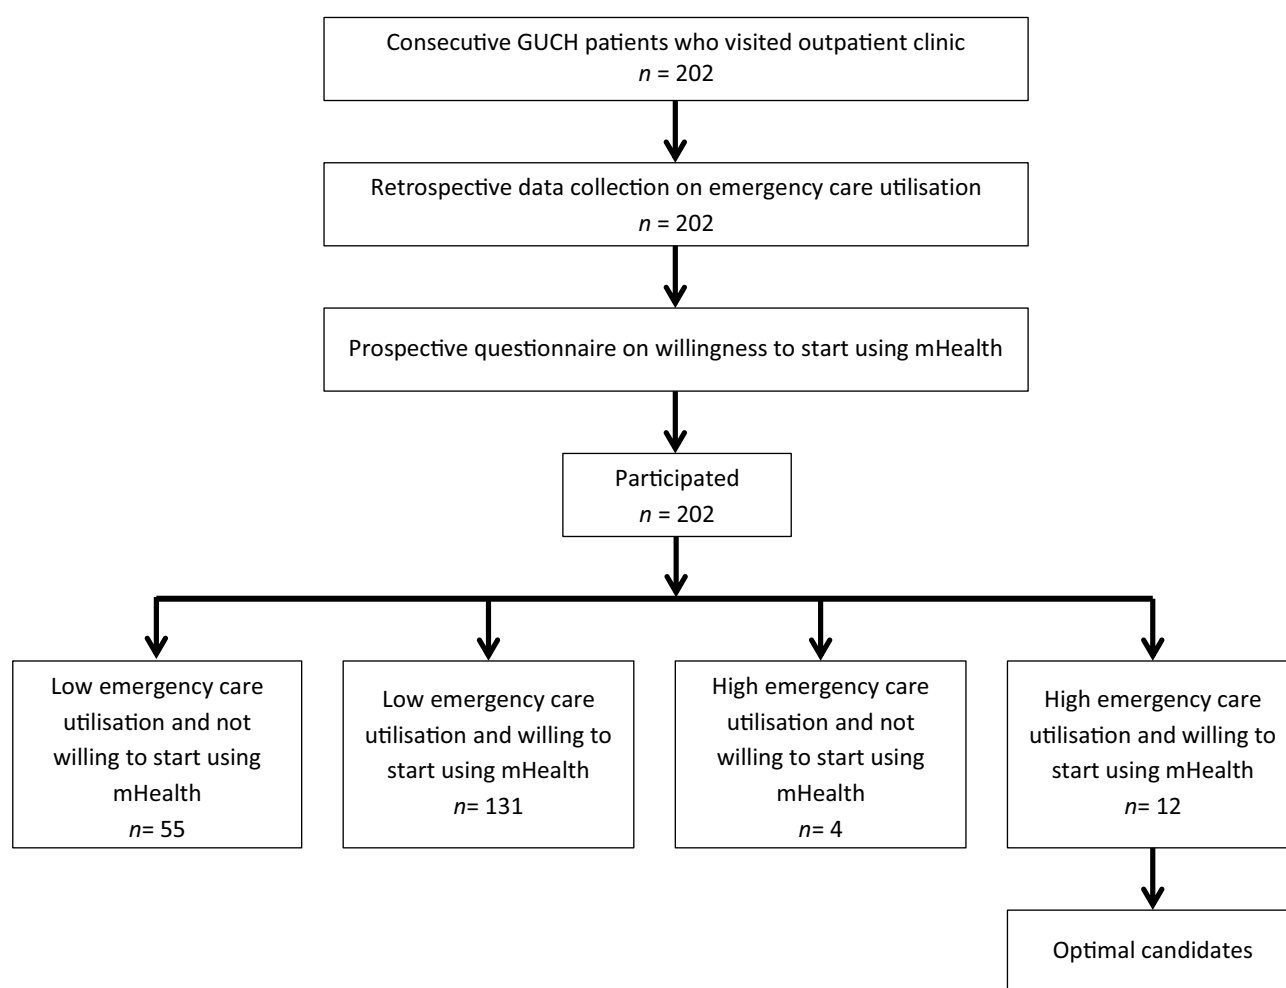 Consecutive GUCH patients who visited outpatient clinic
n = 202
Retrospective data collection on emergency care utilisation
n = 202
Prospective questionnaire on willingness to start using mHealth
Participated
n = 202
Low emergency care
utilisation and not
willing to start using
mHealth
n= 55
Low emergency care
utilisation and willing to
start using mHealth
n= 131
High emergency care
utilisation and not
willing to start using
mHealth
n= 4
High emergency care
utilisation and willing to
start using mHealth
n= 12
Optimal candidates